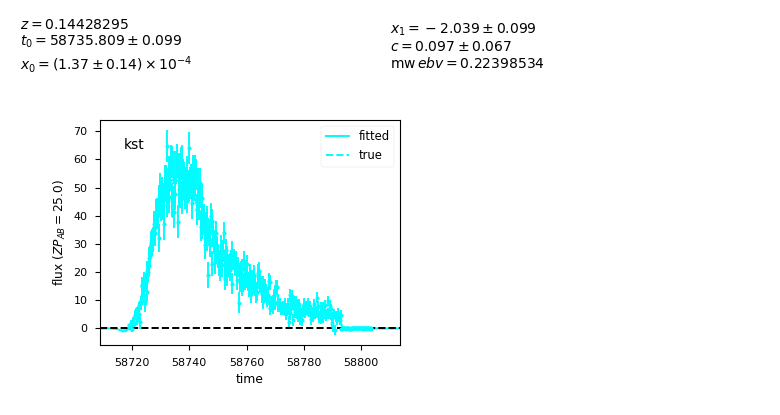 z = 0.14428295
t₀ = 58735.809 ± 0.099
x₀ = (1.37 ± 0.14) × 10⁻⁴
x₁ = −2.039 ± 0.099
c = 0.097 ± 0.067
mw ebv = 0.22398534
kst
fitted
true
flux (ZP_AB = 25.0)
70
60
50
40
30
20
10
0
58720 58740 58760 58780 58800
time